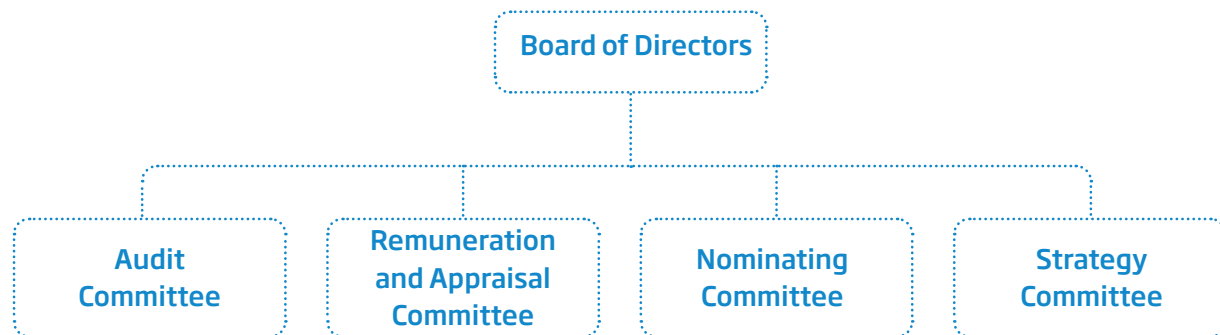 Board of Directors
Audit
Committee
Remuneration
and Appraisal
Committee
Nominating
Committee
Strategy
Committee